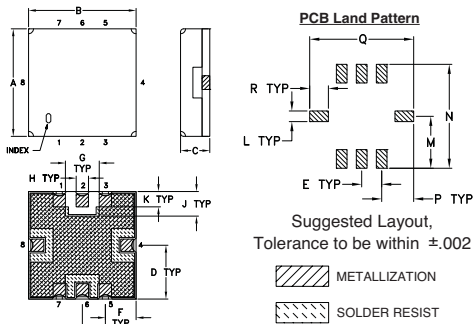 B
7 6 5
A
8
4
INDEX
1 2 3
C
G
TYP
H TYP
1 2 3
K TYP
J TYP
8
4
D TYP
7 6 5
F
TYP
PCB Land Pattern
Q
R TYP
L TYP
N
M
E TYP
P TYP
Suggested Layout,
Tolerance to be within ±.002
METALLIZATION
SOLDER RESIST